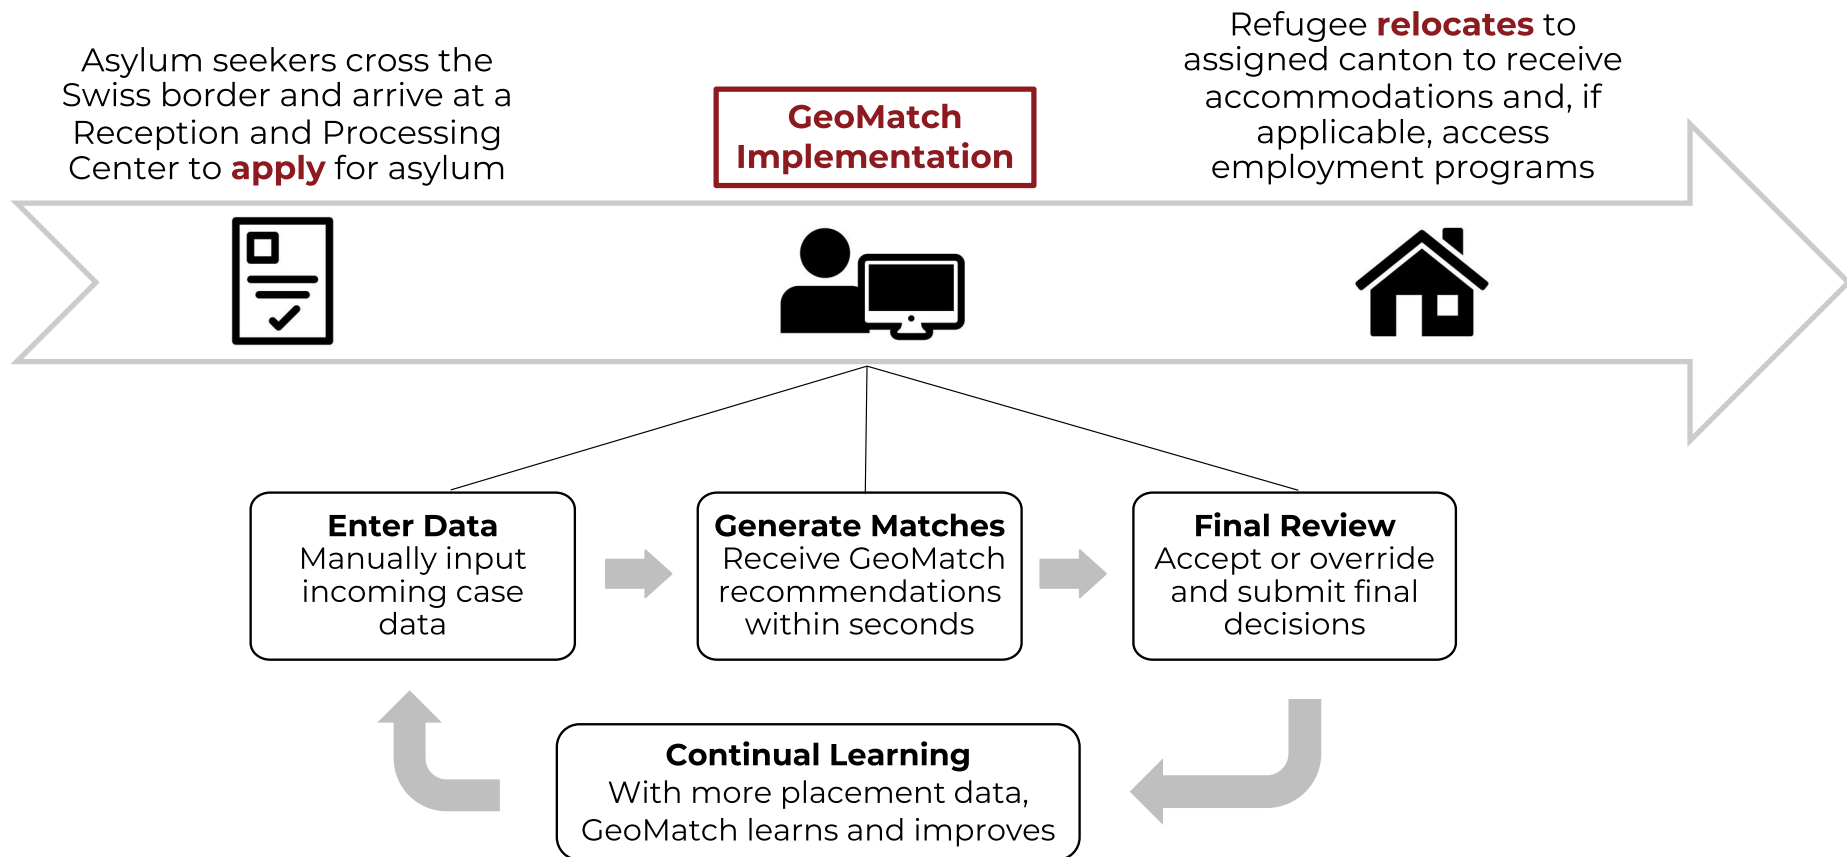 Asylum seekers cross the
Swiss border and arrive at a
Reception and Processing
Center to apply for asylum
GeoMatch
Implementation
Refugee relocates to
assigned canton to receive
accommodations and, if
applicable, access
employment programs
Enter Data
Manually input
incoming case
data
Generate Matches
Receive GeoMatch
recommendations
within seconds
Final Review
Accept or override
and submit final
decisions
Continual Learning
With more placement data,
GeoMatch learns and improves